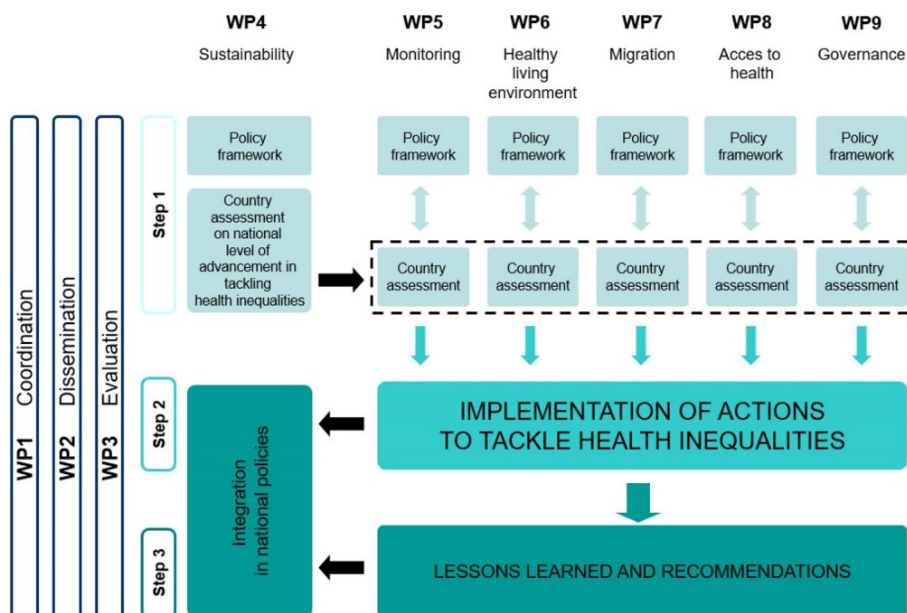 WP4
Sustainability
WP5
Monitoring
WP6
Healthy
living
environment
WP7
Migration
WP8
Acces to
health
WP9
Governance
WP1 Coordination
WP2 Dissemination
WP3 Evaluation
Step 1
Policy
framework
Policy
framework
Policy
framework
Policy
framework
Policy
framework
Policy
framework
Country
assessment
on national
level of
advancement in
tackling
health inequalities
Country
assessment
Country
assessment
Country
assessment
Country
assessment
Country
assessment
Step 2
Integration
in national policies
IMPLEMENTATION OF ACTIONS
TO TACKLE HEALTH INEQUALITIES
Step 3
LESSONS LEARNED AND RECOMMENDATIONS